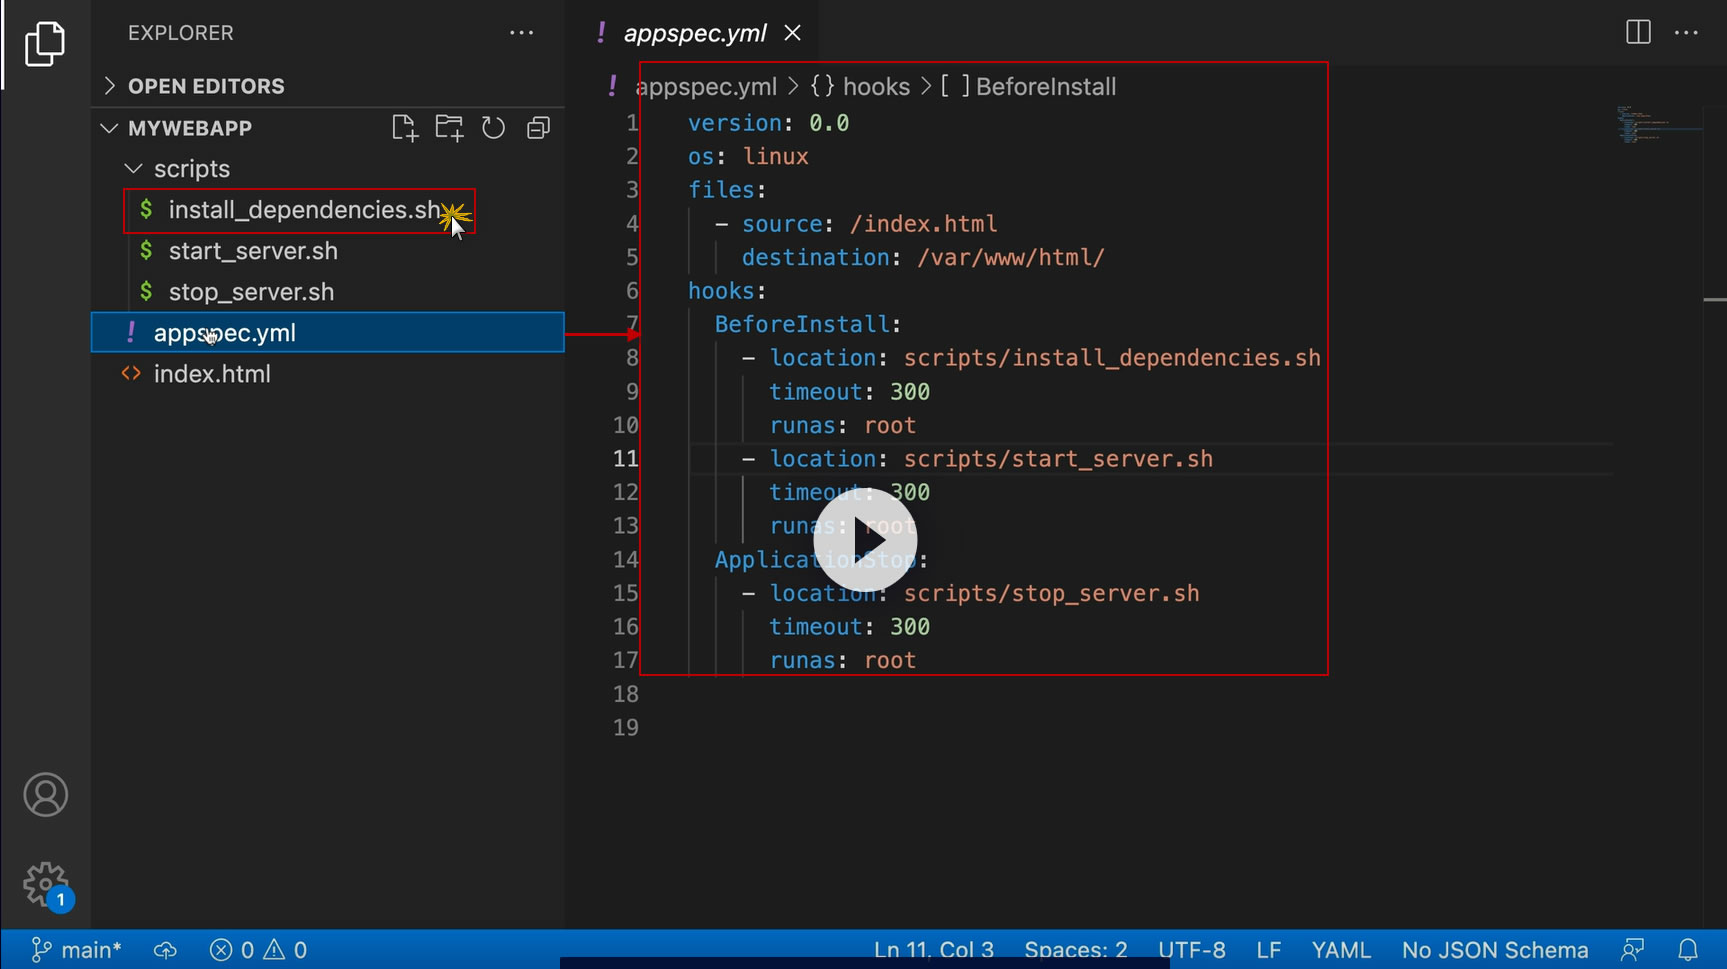 EXPLORER
OPEN EDITORS
MYWEBAPP
scripts
$ install_dependencies.sh
$ start_server.sh
$ stop_server.sh
! appspec.yml
<> index.html
! appspec.yml
! appspec.yml > {} hooks > [ ] BeforeInstall
1 version: 0.0
2 os: linux
3 files:
4 - source: /index.html
5 destination: /var/www/html/
6 hooks:
7 BeforeInstall:
8 - location: scripts/install_dependencies.sh
9 timeout: 300
10 runas: root
11 - location: scripts/start_server.sh
12 timeout: 300
13 runas: root
14 ApplicationStop:
15 - location: scripts/stop_server.sh
16 timeout: 300
17 runas: root
18
19
1
main* 0 0 Ln 11, Col 3 Spaces: 2 UTF-8 LF YAML No JSON Schema